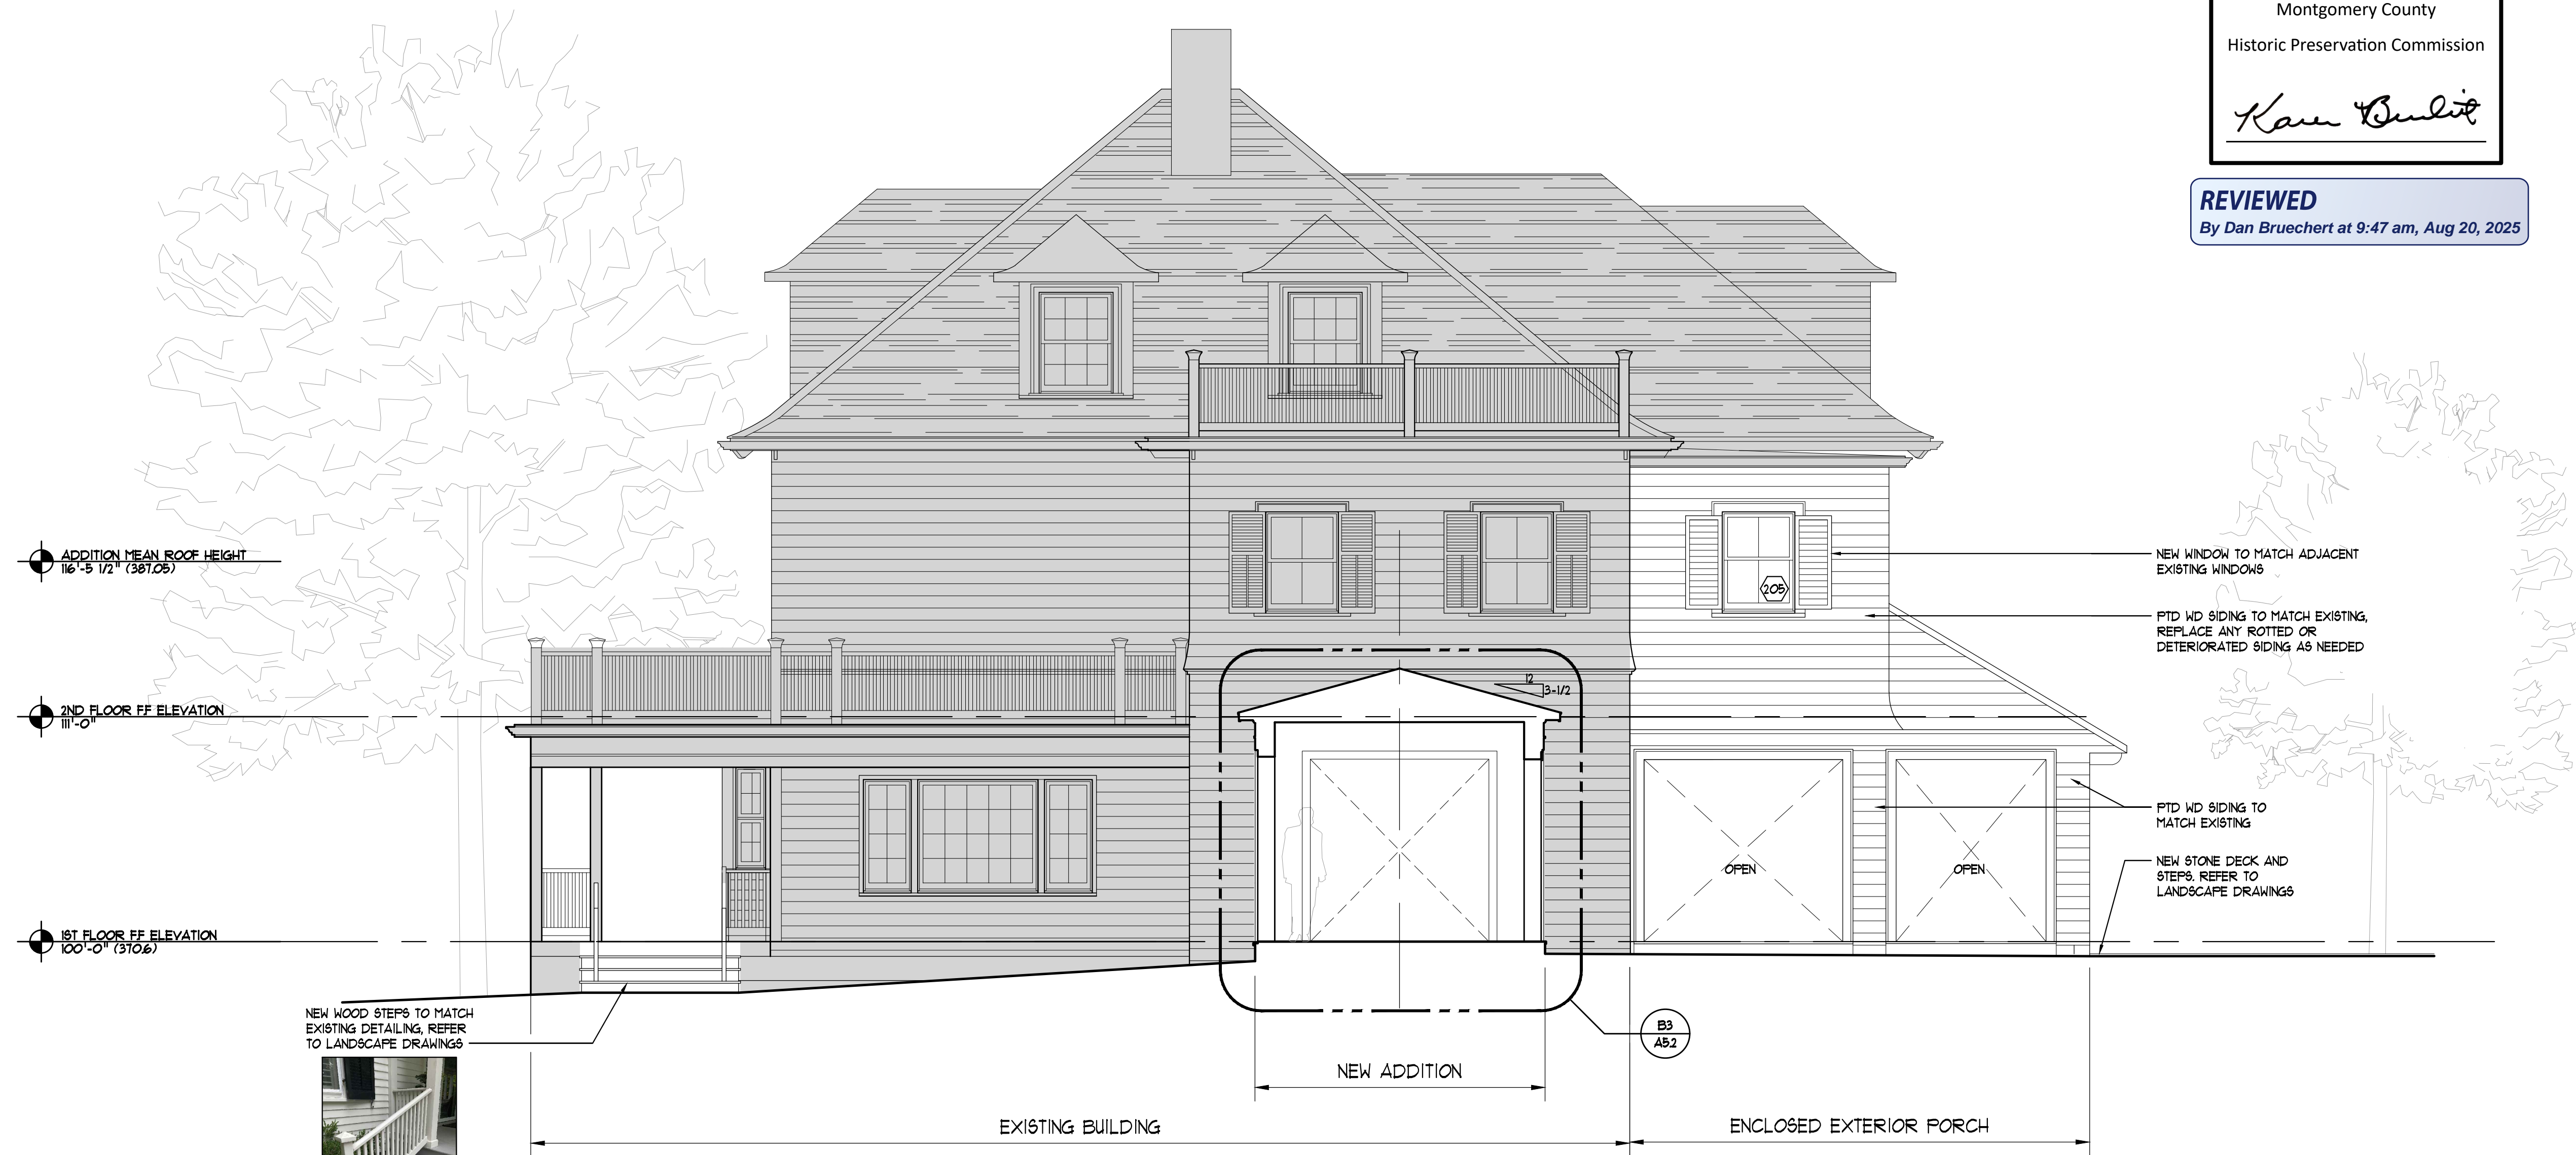 Montgomery County
Historic Preservation Commission
REVIEWED
By Dan Bruechert at 9:47 am, Aug 20, 2025
ADDITION MEAN ROOF HEIGHT
116'-5 1/2" (387.05)
NEW WINDOW TO MATCH ADJACENT
EXISTING WINDOWS
205
PTD WD SIDING TO MATCH EXISTING,
REPLACE ANY ROTTED OR
DETERIORATED SIDING AS NEEDED
12
3-1/2
2ND FLOOR F.F ELEVATION
111'-0"
PTD WD SIDING TO
MATCH EXISTING
OPEN
OPEN
NEW STONE DECK AND
STEPS. REFER TO
LANDSCAPE DRAWINGS
1ST FLOOR F.F ELEVATION
100'-0" (370.6)
NEW WOOD STEPS TO MATCH
EXISTING DETAILING, REFER
TO LANDSCAPE DRAWINGS
B3
A5.2
NEW ADDITION
EXISTING BUILDING
ENCLOSED EXTERIOR PORCH